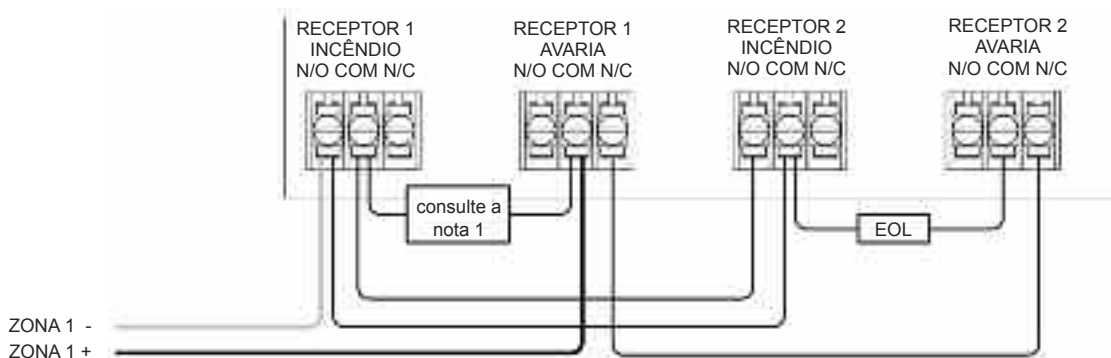 RECEPTOR 1
INCÊNDIO
N/O COM N/C
RECEPTOR 1
AVARIA
N/O COM N/C
RECEPTOR 2
INCÊNDIO
N/O COM N/C
RECEPTOR 2
AVARIA
N/O COM N/C
consulte a
nota 1
EOL
ZONA 1 -
ZONA 1 +